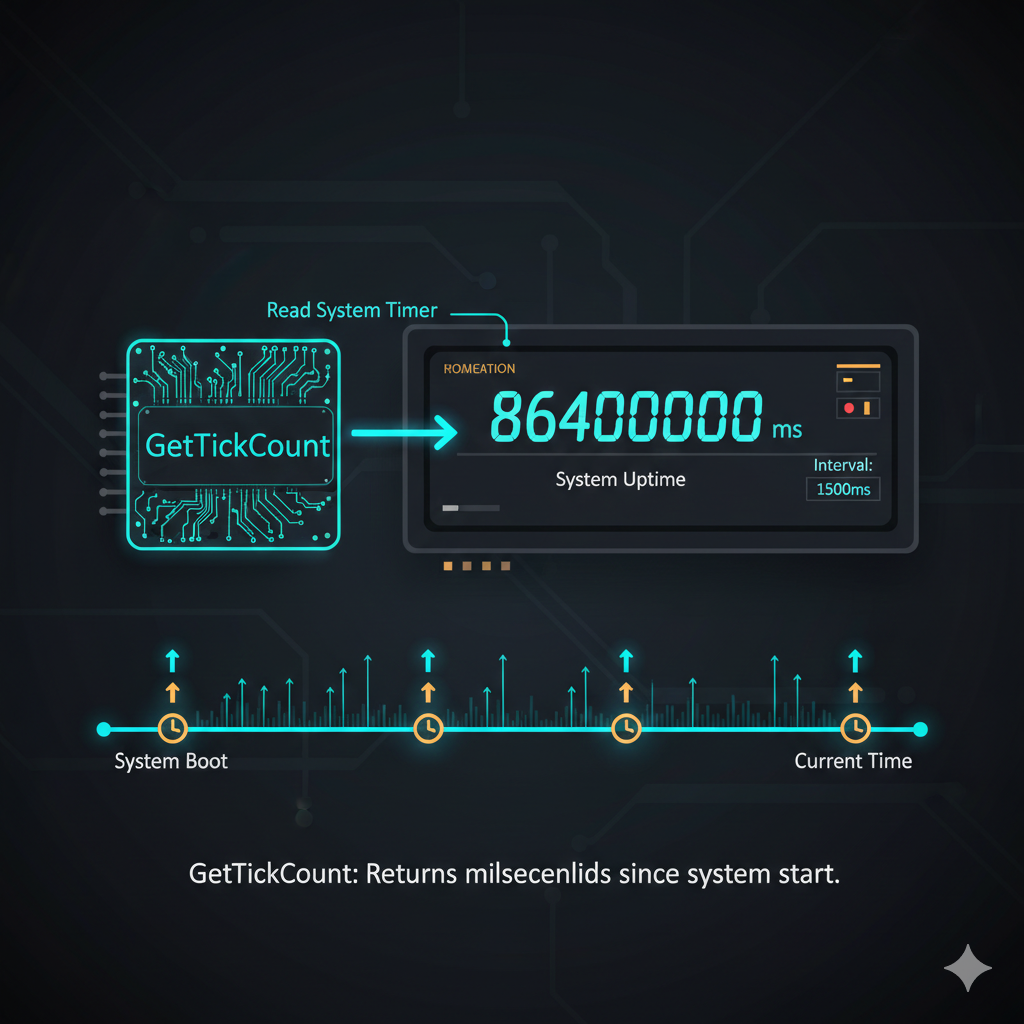 Read System Timer
ROMEATION
GetTickCount
86400000 ms
System Uptime
Interval:
1500ms
System Boot
Current Time
GetTickCount: Returns milsecenlids since system start.